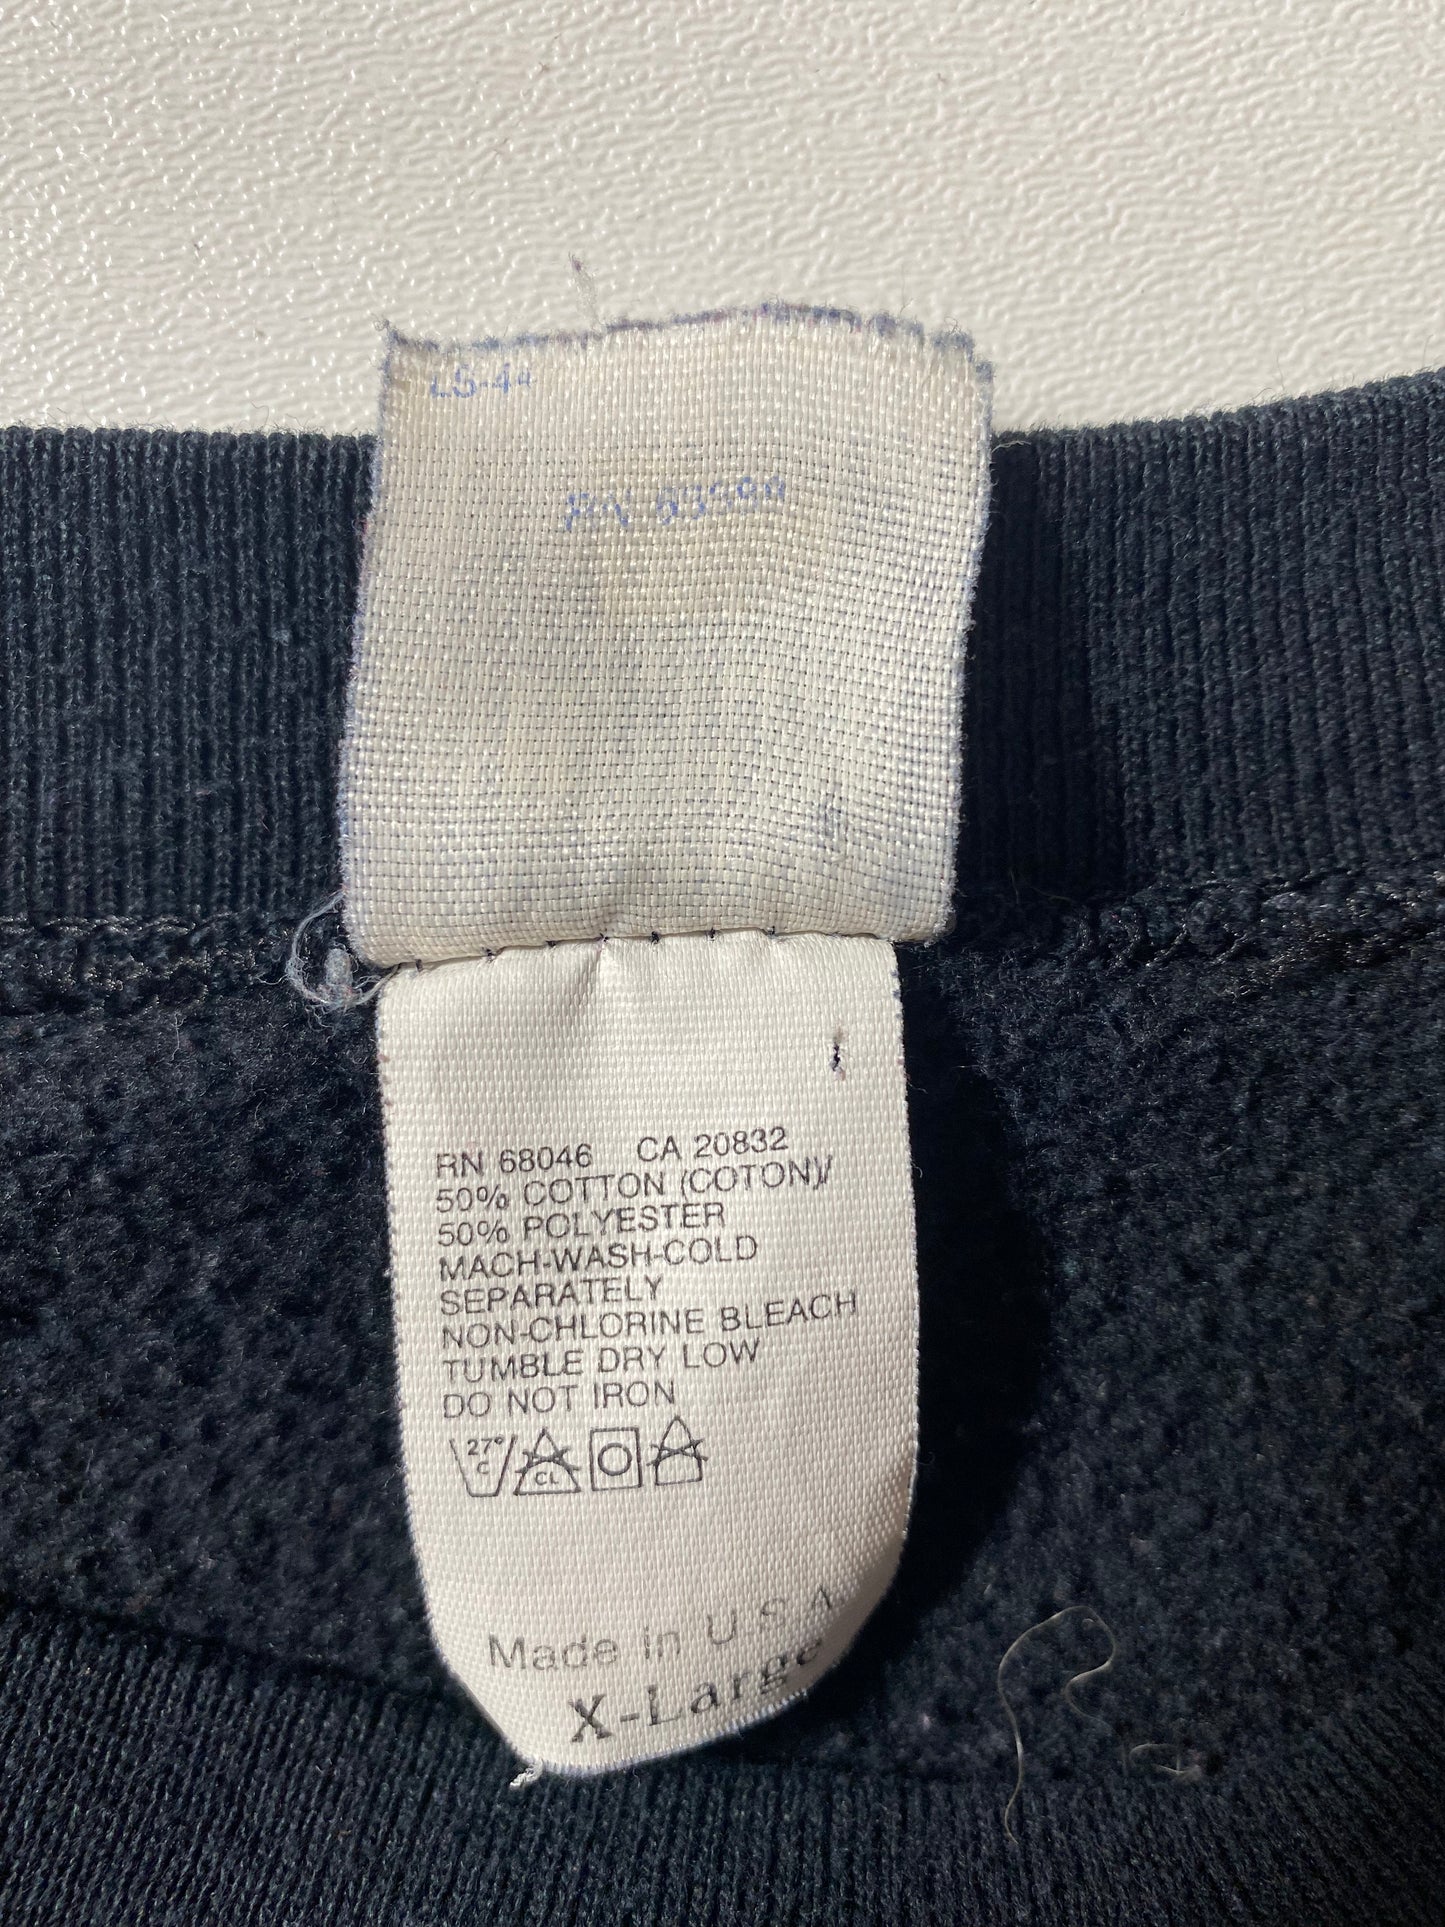 RN 68046 CA 20832
50% COTTON (COTON)/
50% POLYESTER
MACH-WASH-COLD
SEPARATELY
NON-CHLORINE BLEACH
TUMBLE DRY LOW
DO NOT IRON
27° C CL
Made in U.S.A.
X-Large